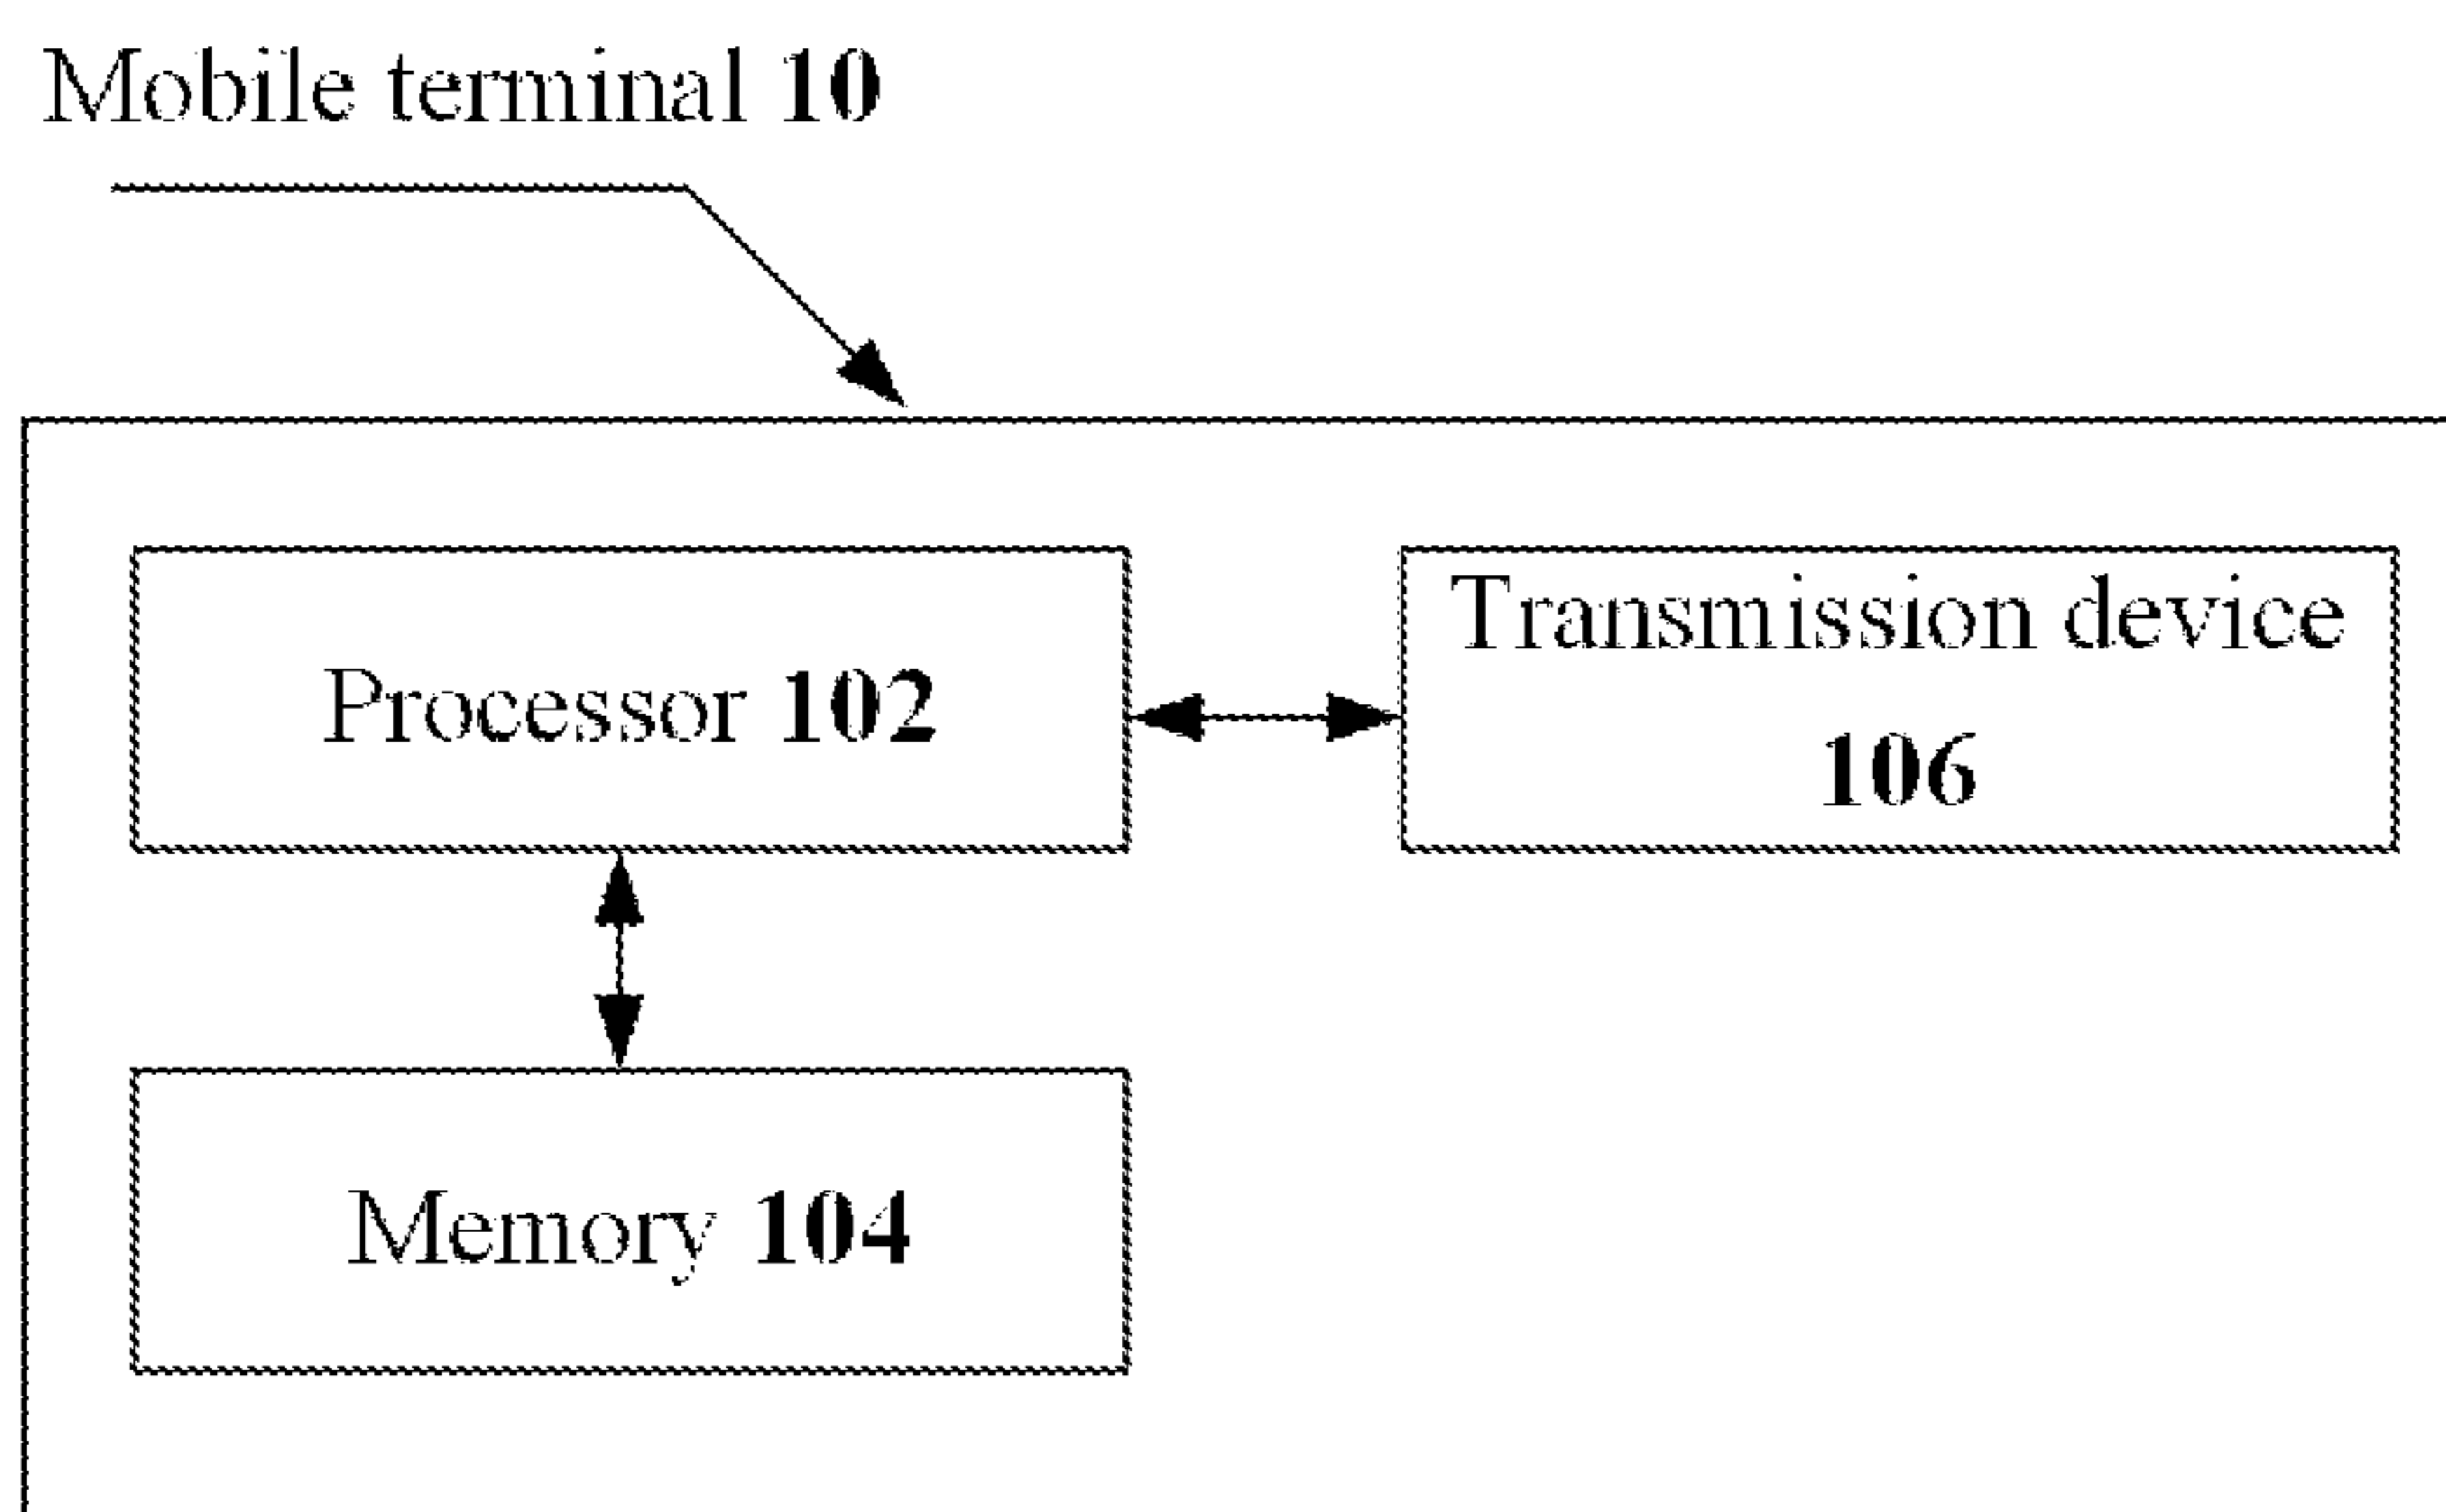 Mobile terminal 10
Processor 102
Transmission device
106
Memory 104